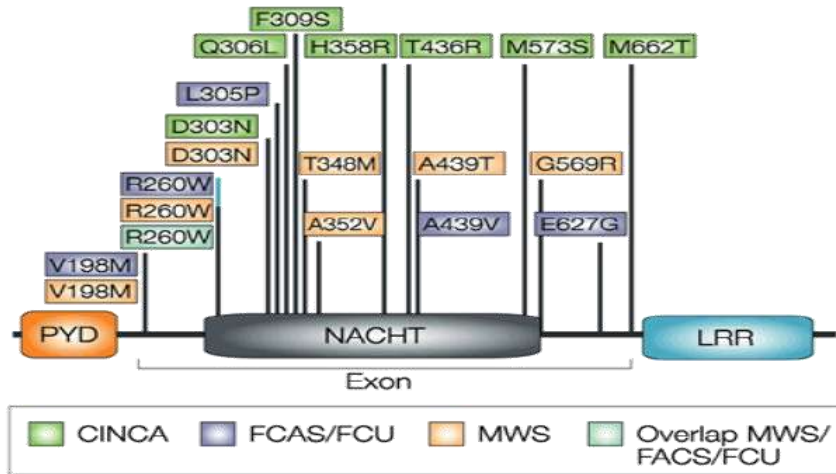 F309S
Q306L H358R T436R M573S M662T
L305P
D303N
D303N T348M A439T G569R
R260W
R260W A352V A439V E627G
R260W
V198M
V198M
PYD NACHT LRR
Exon
CINCA FCAS/FCU MWS Overlap MWS/
FACS/FCU